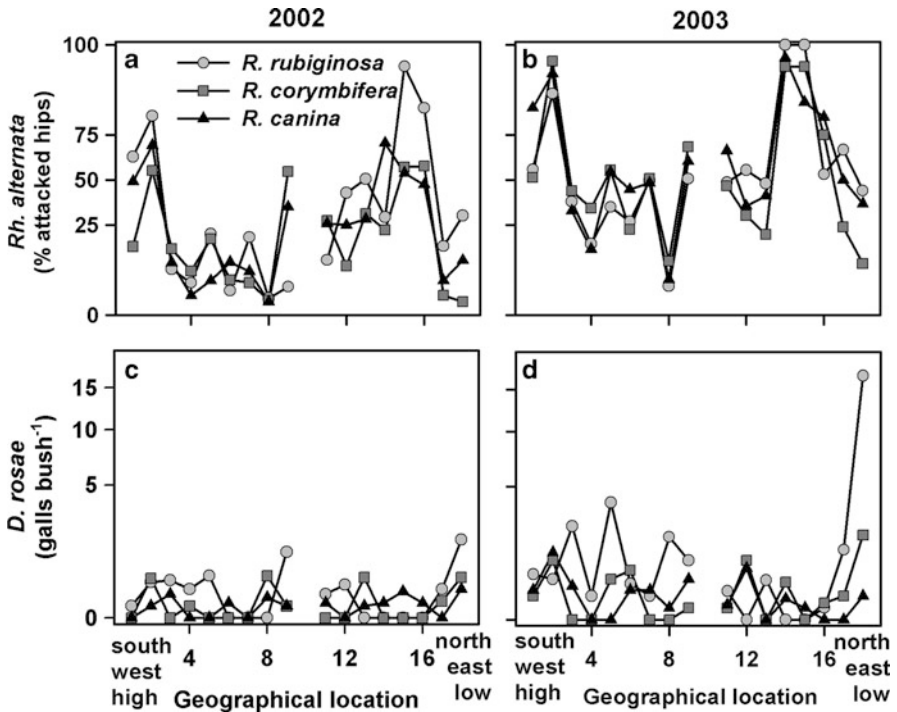 2002
2003
a
b
R. rubiginosa
R. corymbifera
R. canina
Rh. alternata
(% attacked hips)
100
75
50
25
0
c
d
D. rosae
(galls bush-1)
15
10
5
0
south
west
high
4
8
12
16
north
east
low
Geographical location
south
west
high
4
8
12
16
north
east
low
Geographical location